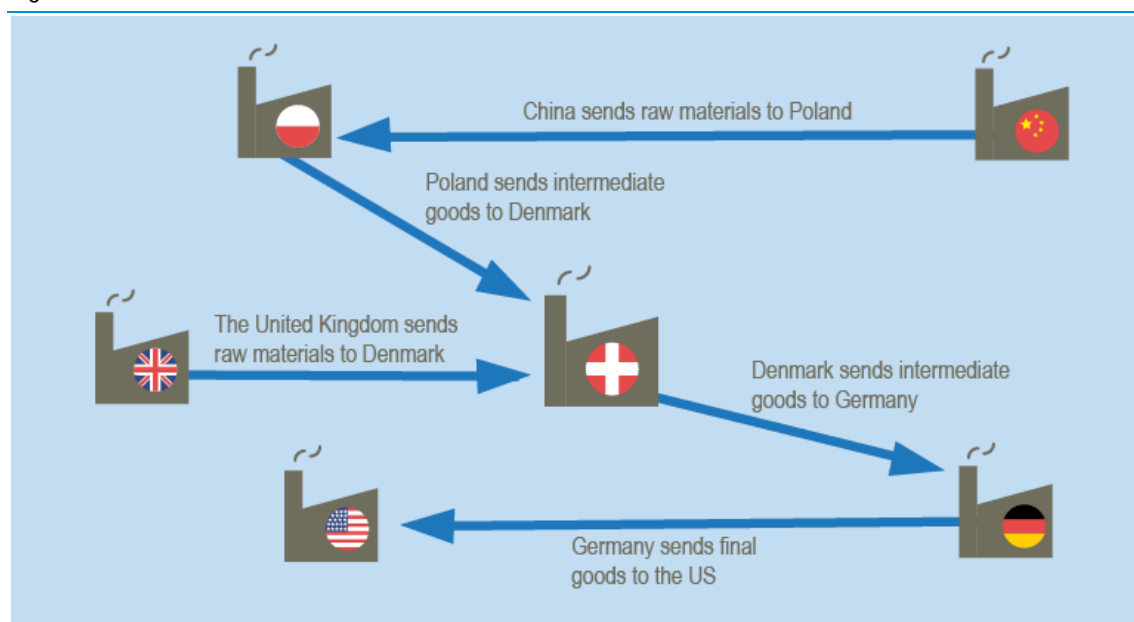 China sends raw materials to Poland
Poland sends intermediate
goods to Denmark
The United Kingdom sends
raw materials to Denmark
Denmark sends intermediate
goods to Germany
Germany sends final
goods to the US